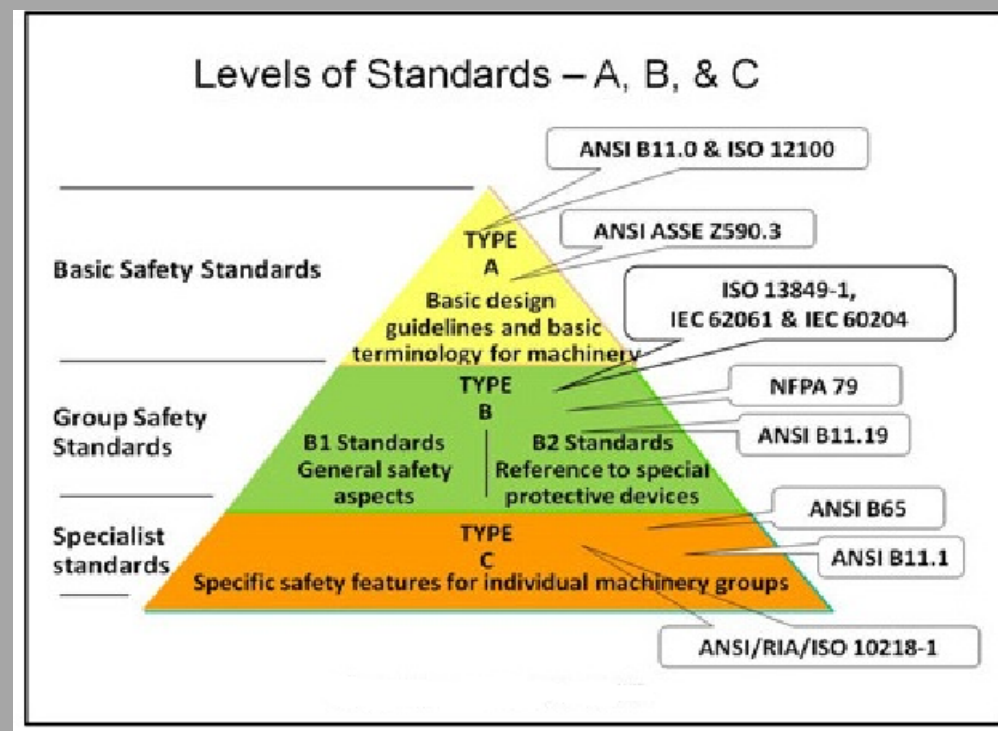 Levels of Standards – A, B, & C
ANSI B11.0 & ISO 12100
ANSI ASSE Z590.3
Basic Safety Standards
TYPE
A
Basic design
guidelines and basic
terminology for machinery
ISO 13849-1,
IEC 62061 & IEC 60204
NFPA 79
ANSI B11.19
Group Safety
Standards
TYPE
B
B1 Standards
General safety
aspects
B2 Standards
Reference to special
protective devices
ANSI B65
ANSI B11.1
Specialist
standards
TYPE
C
Specific safety features for individual machinery groups
ANSI/RIA/ISO 10218-1